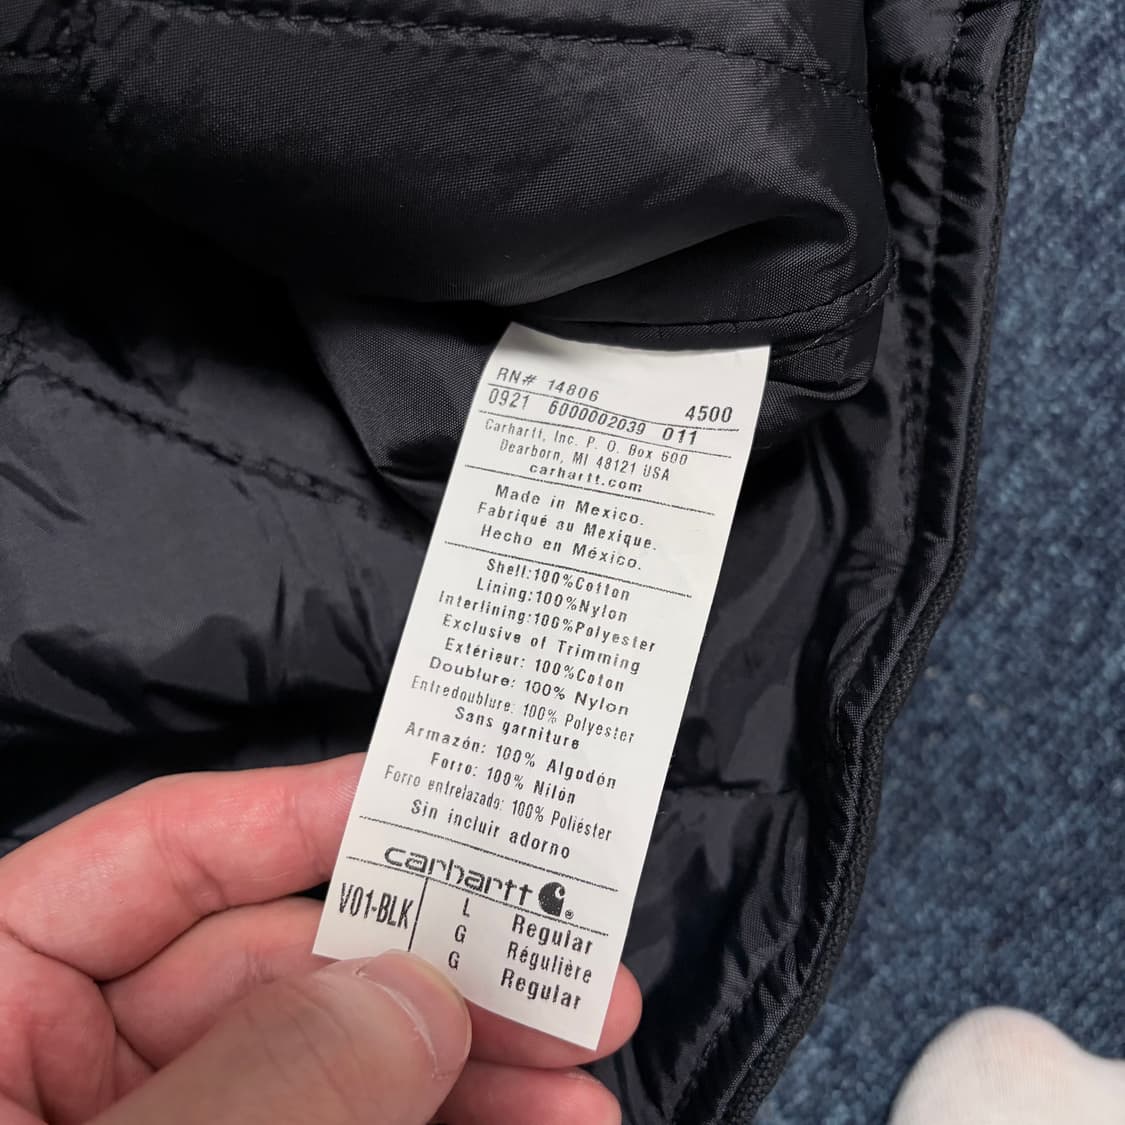 RN# 14806
4500
0921 6000002039 011
Carhartt, Inc. P. O. Box 600
Dearborn, MI 48121 USA
carhartt.com
Made in Mexico.
Fabriqué au Mexique.
Hecho en México.
Shell:100%Cotton
Lining:100%Nylon
Interlining:100%Polyester
Exclusive of Trimming
Extérieur: 100%Coton
Doublure: 100% Nylon
Entredoublure: 100% Polyester
Sans garniture
Armazón: 100% Algodón
Forro: 100% Nilón
Forro entrelazado: 100% Poliéster
Sin incluir adorno
carhartt ®
V01-BLK
L Regular
G Régulière
G Regular